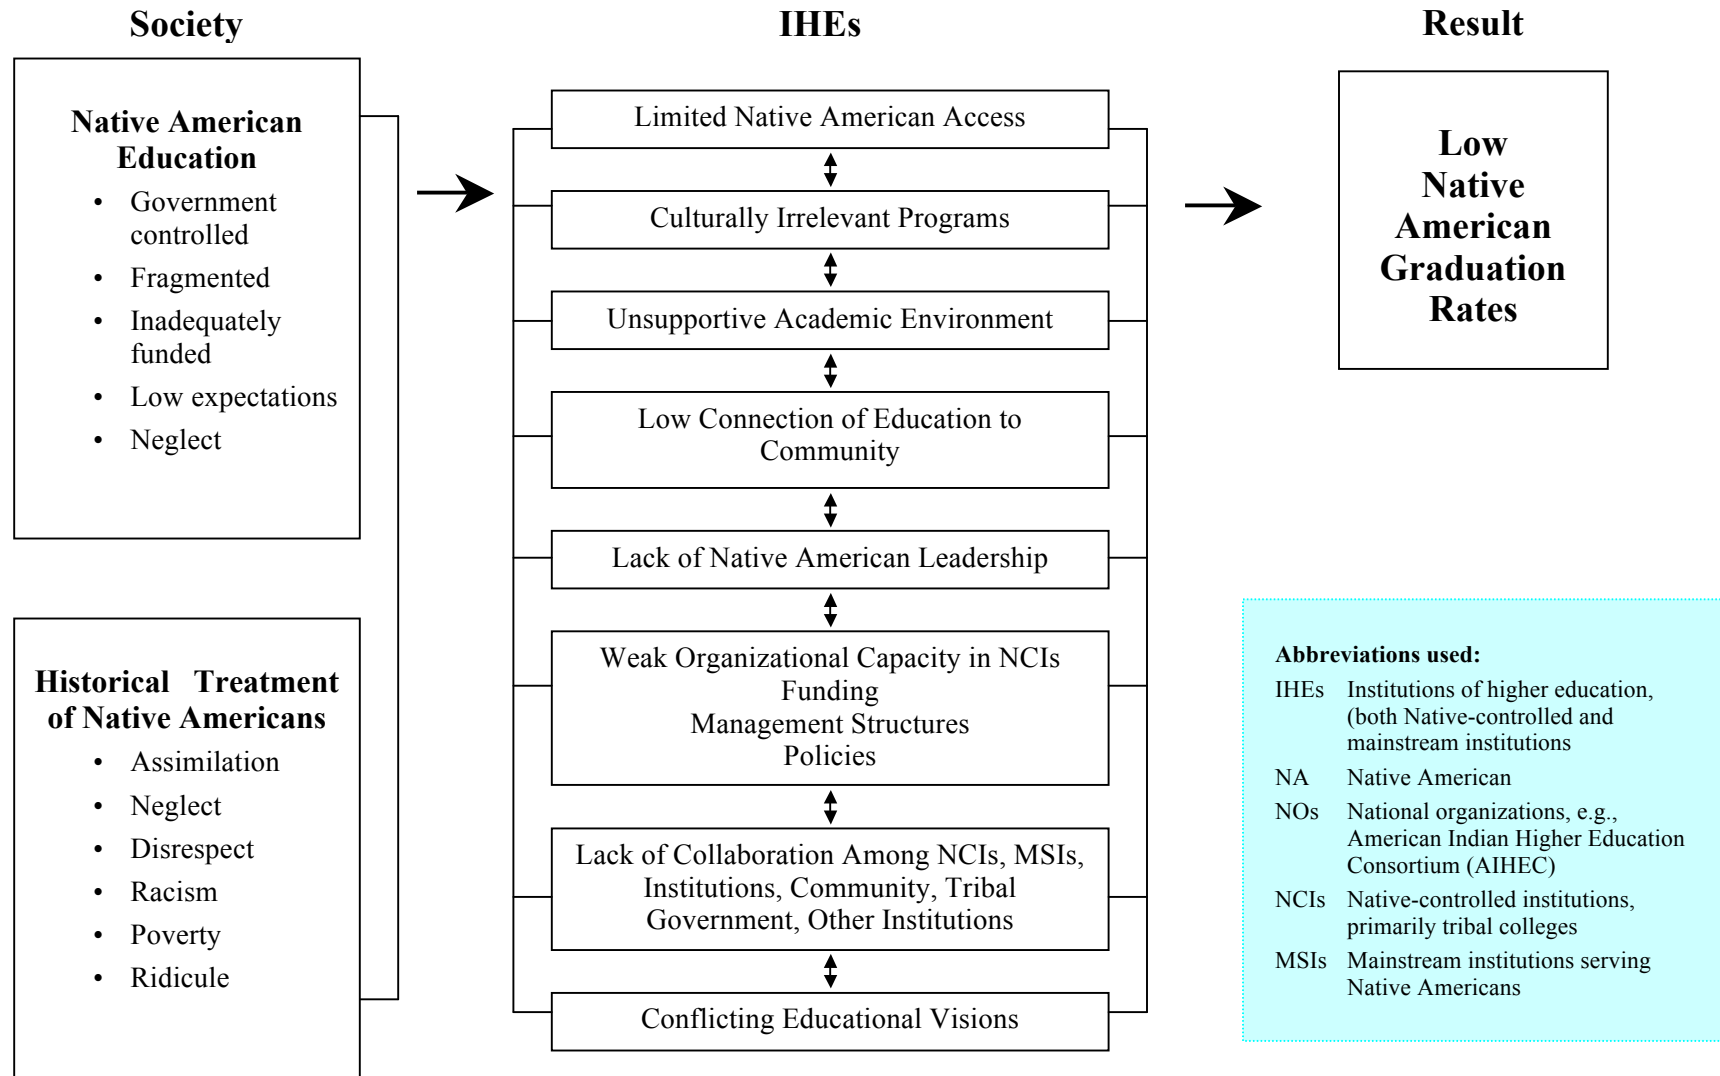 Society
IHEs
Result
Native American
Education
• Government
controlled
• Fragmented
• Inadequately
funded
• Low expectations
• Neglect
Historical Treatment
of Native Americans
• Assimilation
• Neglect
• Disrespect
• Racism
• Poverty
• Ridicule
Limited Native American Access
Culturally Irrelevant Programs
Unsupportive Academic Environment
Low Connection of Education to
Community
Lack of Native American Leadership
Weak Organizational Capacity in NCIs
Funding
Management Structures
Policies
Lack of Collaboration Among NCIs, MSIs,
Institutions, Community, Tribal
Government, Other Institutions
Conflicting Educational Visions
Low
Native
American
Graduation
Rates
Abbreviations used:
IHEs Institutions of higher education,
(both Native-controlled and
mainstream institutions
NA Native American
NOs National organizations, e.g.,
American Indian Higher Education
Consortium (AIHEC)
NCIs Native-controlled institutions,
primarily tribal colleges
MSIs Mainstream institutions serving
Native Americans